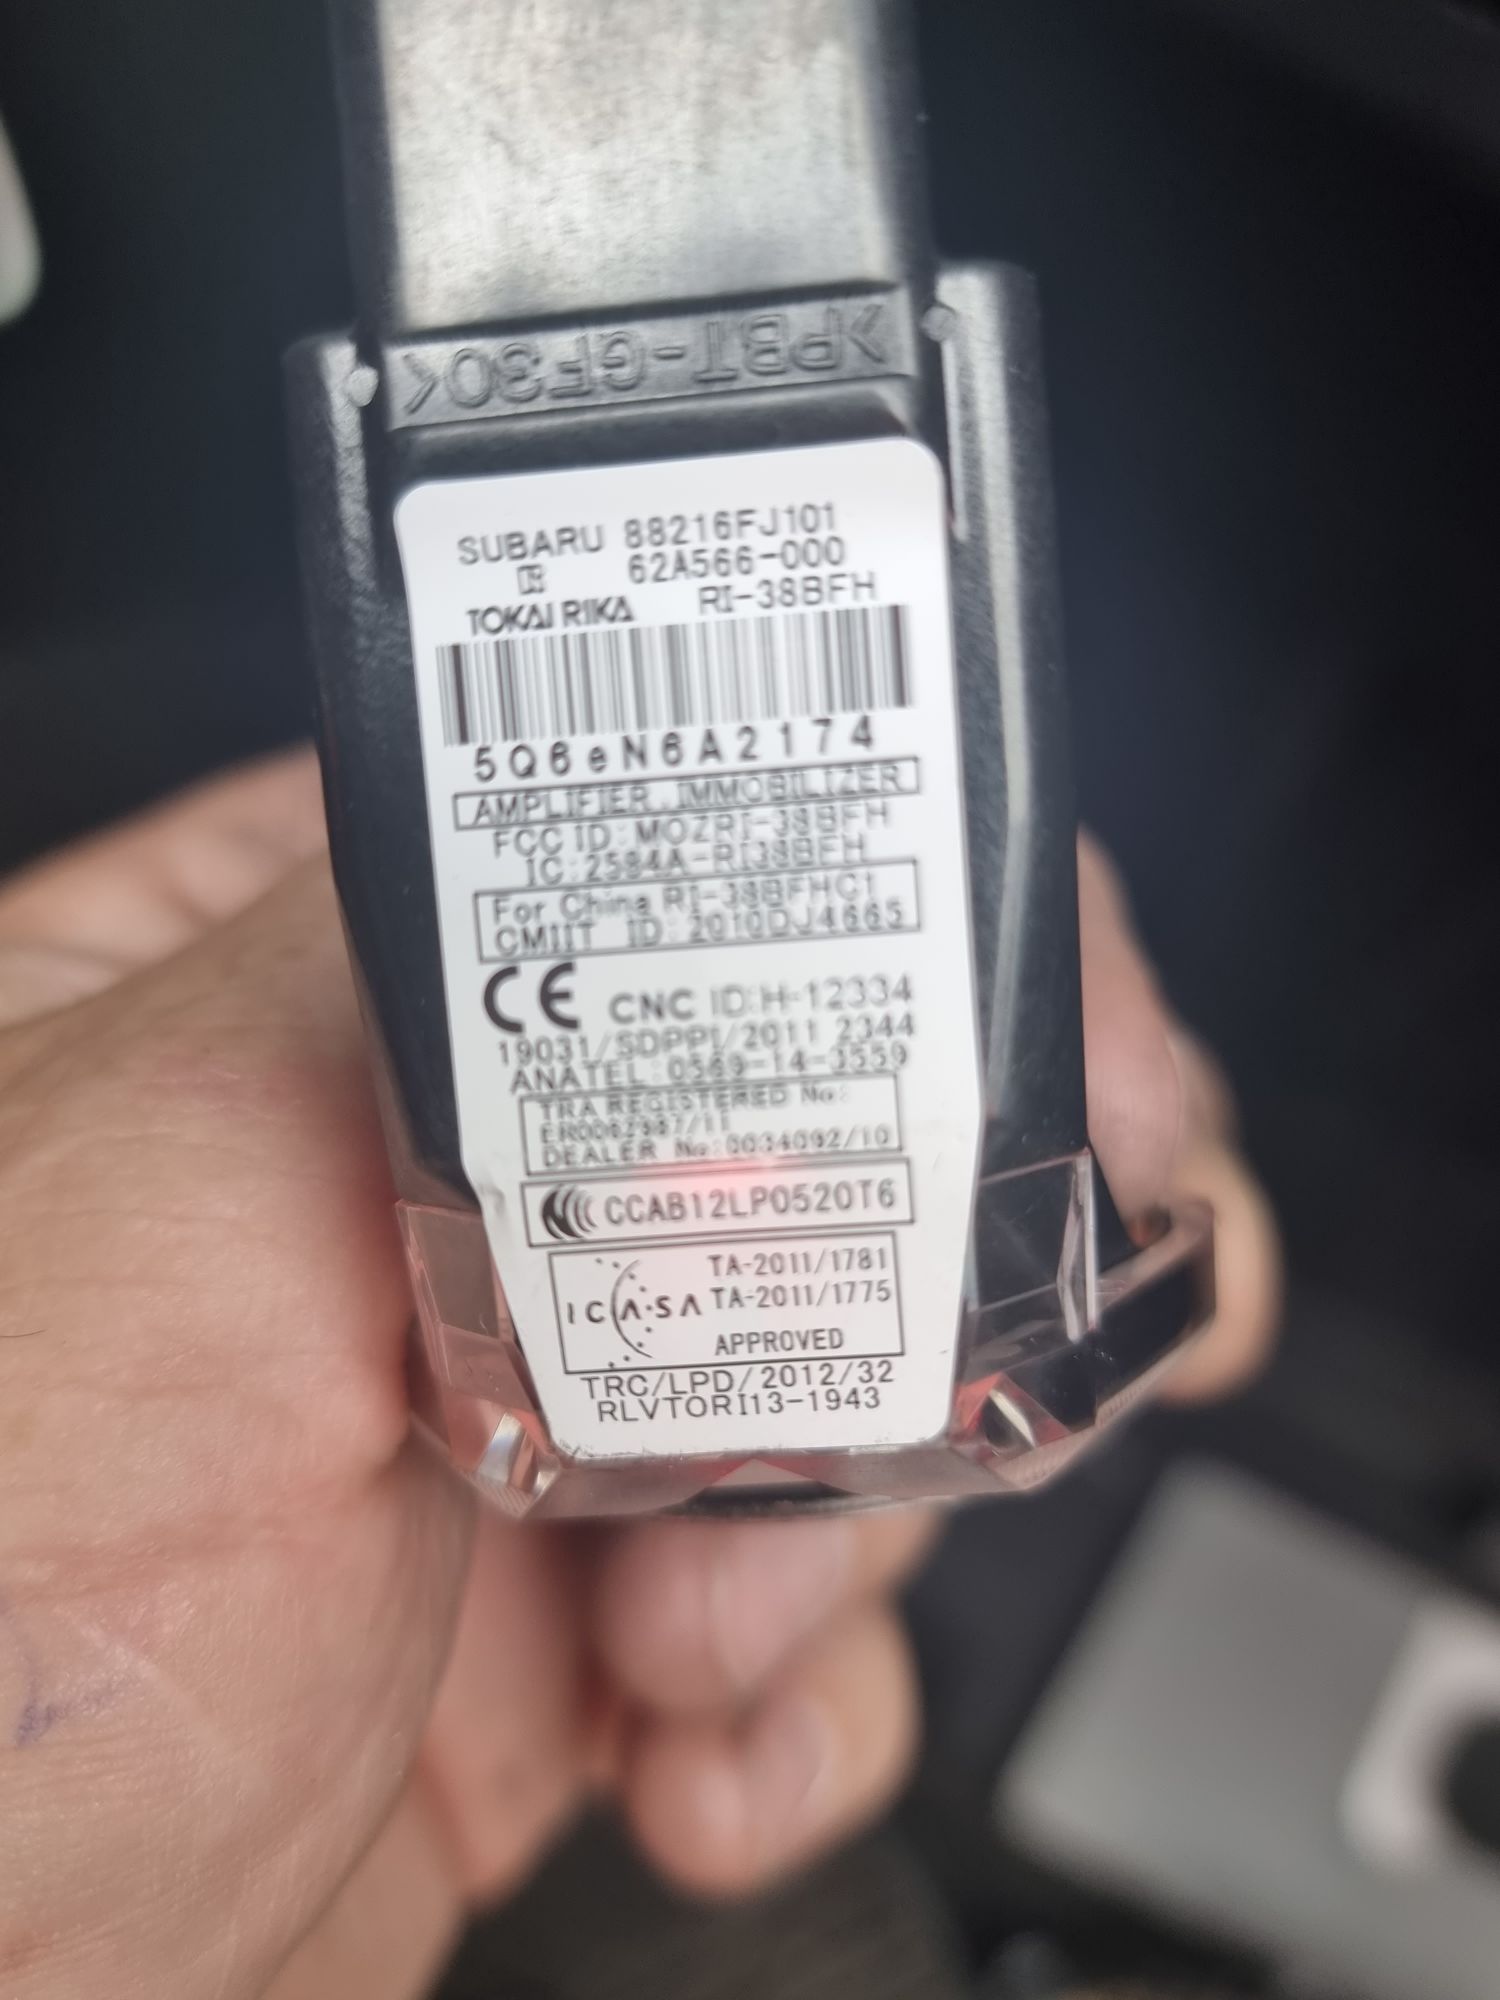 >PBT-GF30<
SUBARU 88216FJ101
62A566-000
TOKAI RIKA RI-38BFH
5Q6eN6A2174
AMPLIFIER, IMMOBILIZER
FCC ID:MOZRI-38BFH
IC:2584A-RI38BFH
For China RI-38BFHC1
CMIIT ID: 2010DJ4665
CE CNC ID:H-12334
19031/SDPPI/2011 2344
ANATEL:0569-14-3559
TRA REGISTERED No:
ER0062987/11
DEALER No:0034092/10
CCAB12LP0520T6
TA-2011/1781
ICASA TA-2011/1775
APPROVED
TRC/LPD/2012/32
RLVTORI13-1943